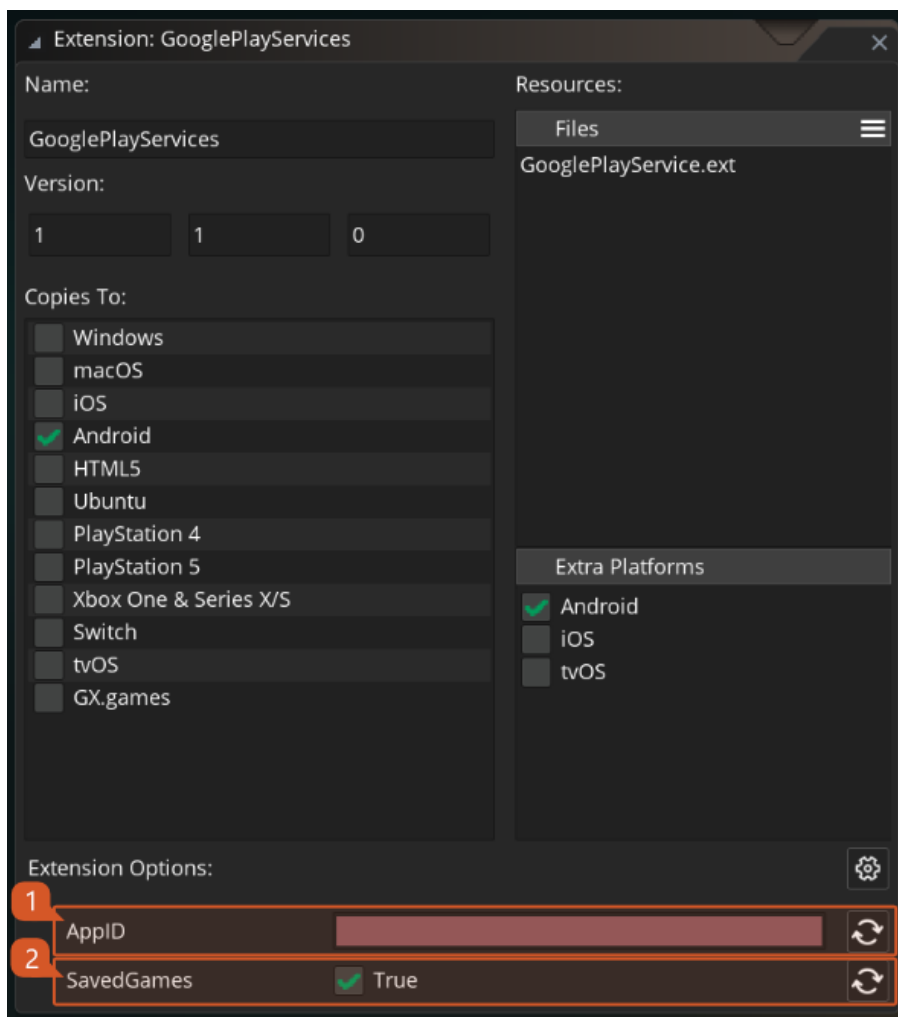 Extension: GooglePlayServices
Name:
GooglePlayServices
Version:
1 1 0
Copies To:
Windows
macOS
iOS
Android
HTML5
Ubuntu
PlayStation 4
PlayStation 5
Xbox One & Series X/S
Switch
tvOS
GX.games
Resources:
Files
GooglePlayService.ext
Extra Platforms
Android
iOS
tvOS
Extension Options:
1
AppID
2
SavedGames True